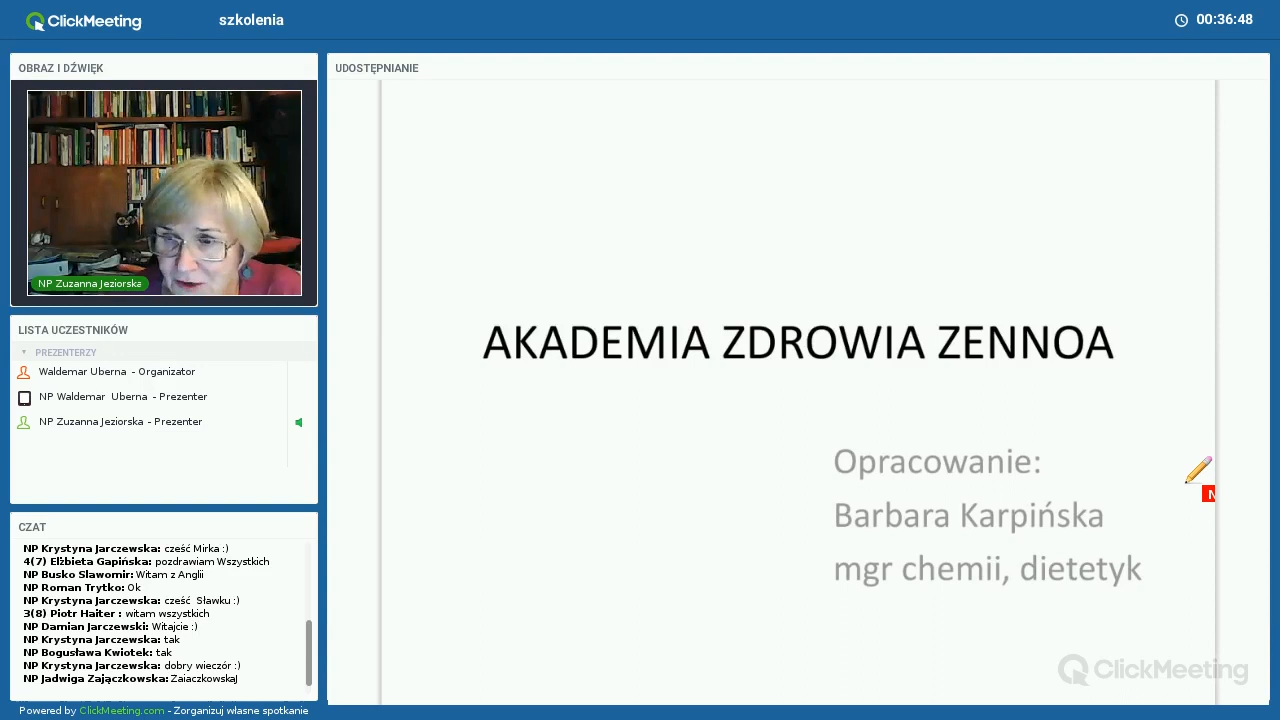 ClickMeeting
szkolenia
00:36:48
OBRAZ I DŹWIĘK
NP Zuzanna Jeziorska
LISTA UCZESTNIKÓW
PREZENTERZY
Waldemar Uberna - Organizator
NP Waldemar Uberna - Prezenter
NP Zuzanna Jeziorska - Prezenter
CZAT
NP Krystyna Jarczewska: cześć Mirka :)
4(7) Elżbieta Gapińska: pozdrawiam Wszystkich
NP Busko Slawomir: Witam z Anglii
NP Roman Trytko: Ok
NP Krystyna Jarczewska: cześć Sławku :)
3(8) Piotr Haiter : witam wszystkich
NP Damian Jarczewski: Witajcie :)
NP Krystyna Jarczewska: tak
NP Bogusława Kwiotek: tak
NP Krystyna Jarczewska: dobry wieczór :)
NP Jadwiga Zajączkowska: ZaiaczkowskaJ
Powered by ClickMeeting.com - Zorganizuj własne spotkanie
UDOSTĘPNIANIE
AKADEMIA ZDROWIA ZENNOA
Opracowanie:
Barbara Karpińska
mgr chemii, dietetyk
N
ClickMeeting